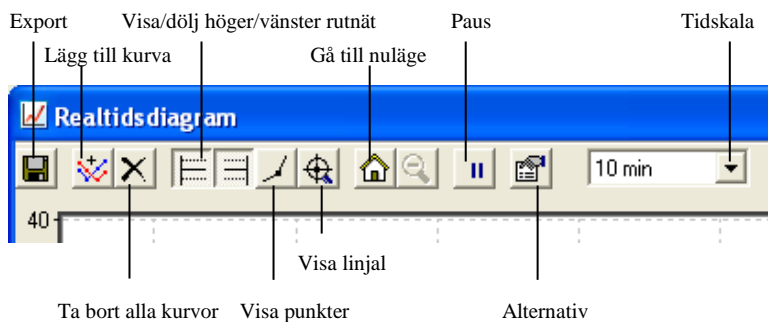 Export Visa/dölj höger/vänster rutnät Paus Tidskala
Lägg till kurva Gå till nuläge
Realtidsdiagram
10 min
40
Visa linjal
Ta bort alla kurvor Visa punkter Alternativ